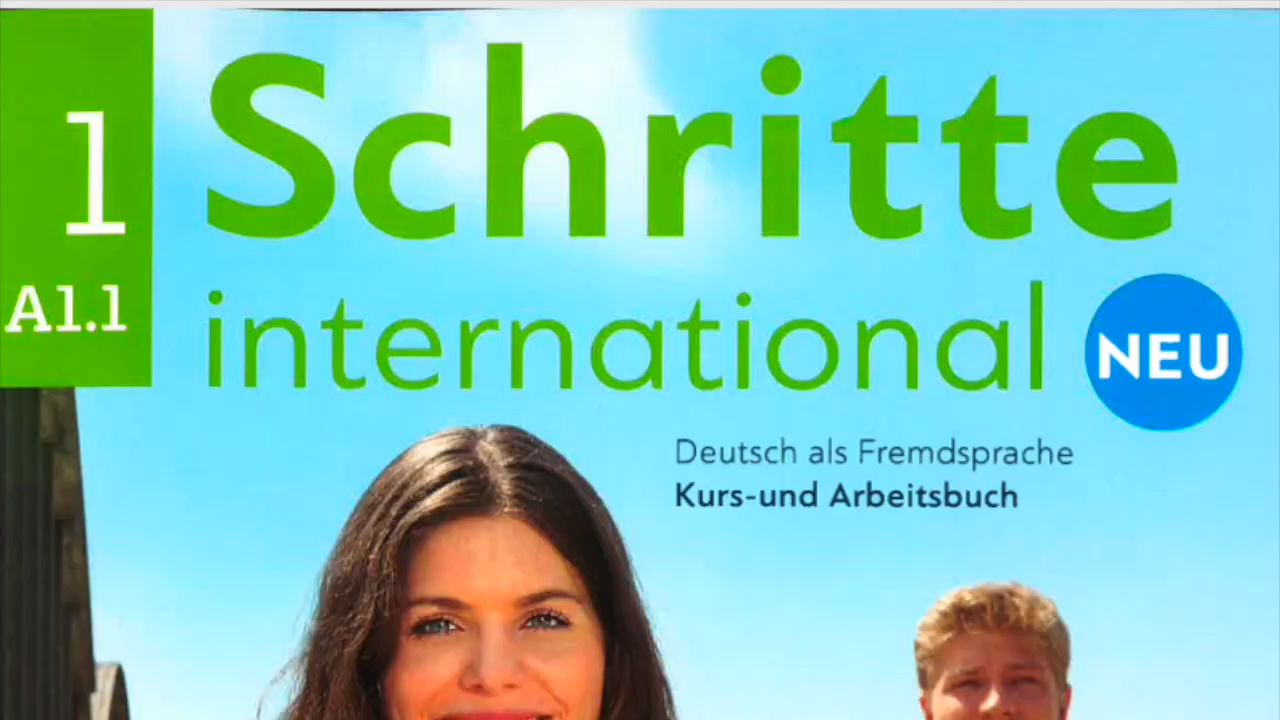 1
A1.1
Schritte
international
NEU
Deutsch als Fremdsprache
Kurs-und Arbeitsbuch